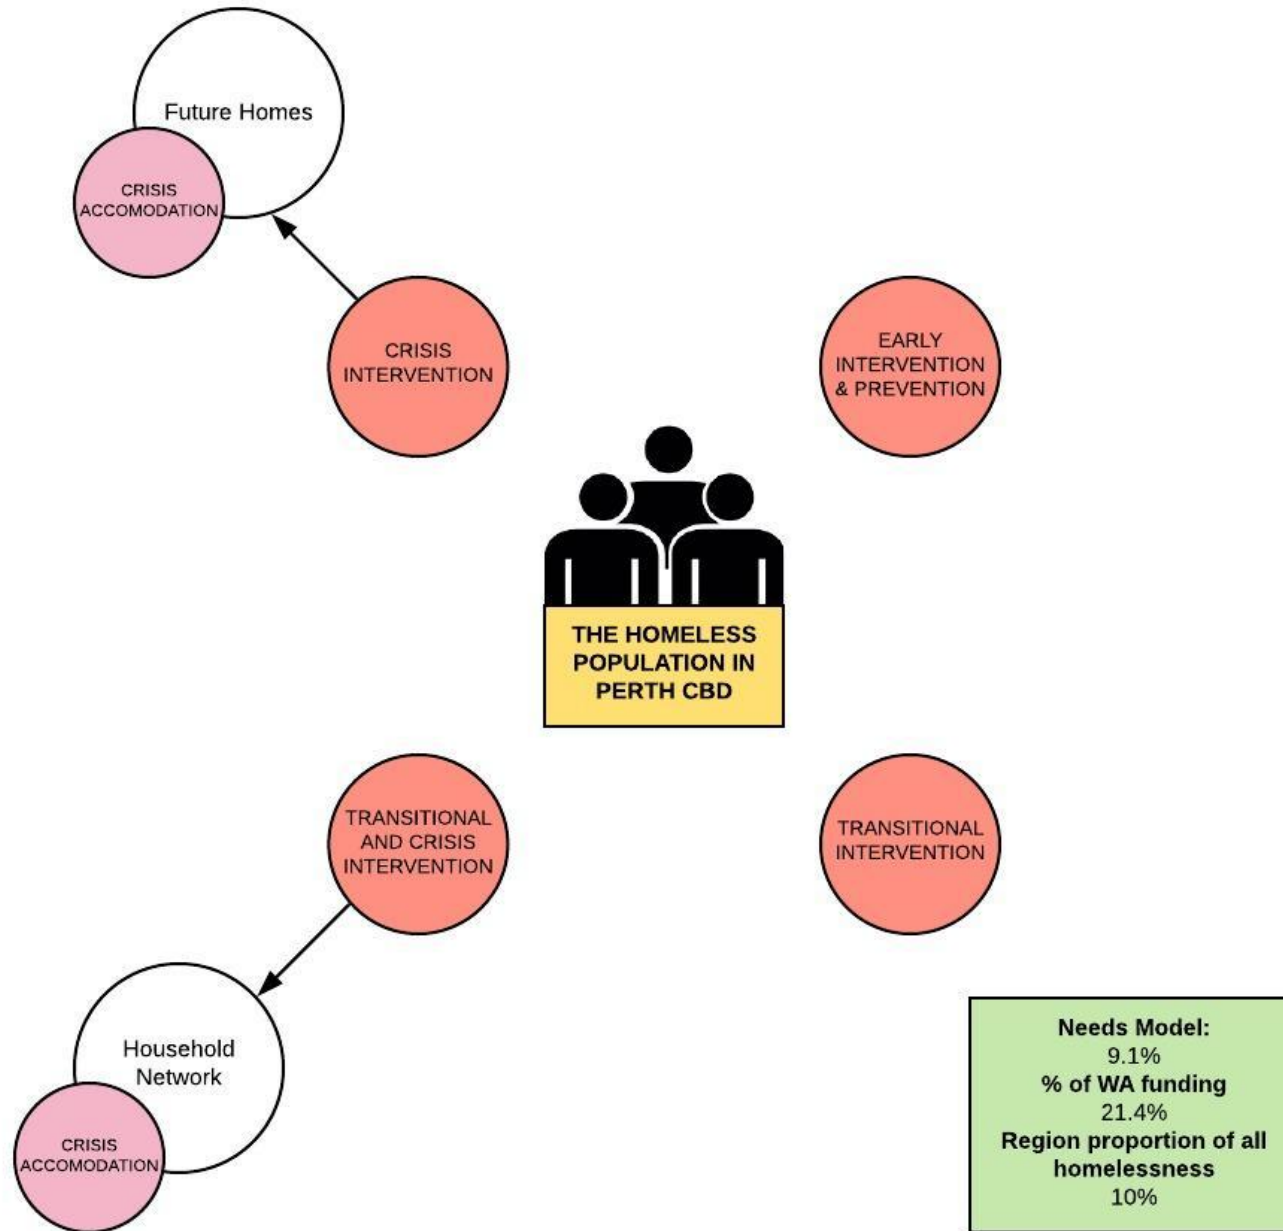 Future Homes
CRISIS
ACCOMODATION
CRISIS
INTERVENTION
EARLY
INTERVENTION
& PREVENTION
THE HOMELESS
POPULATION IN
PERTH CBD
TRANSITIONAL
AND CRISIS
INTERVENTION
TRANSITIONAL
INTERVENTION
Household
Network
CRISIS
ACCOMODATION
Needs Model:
9.1%
% of WA funding
21.4%
Region proportion of all
homelessness
10%